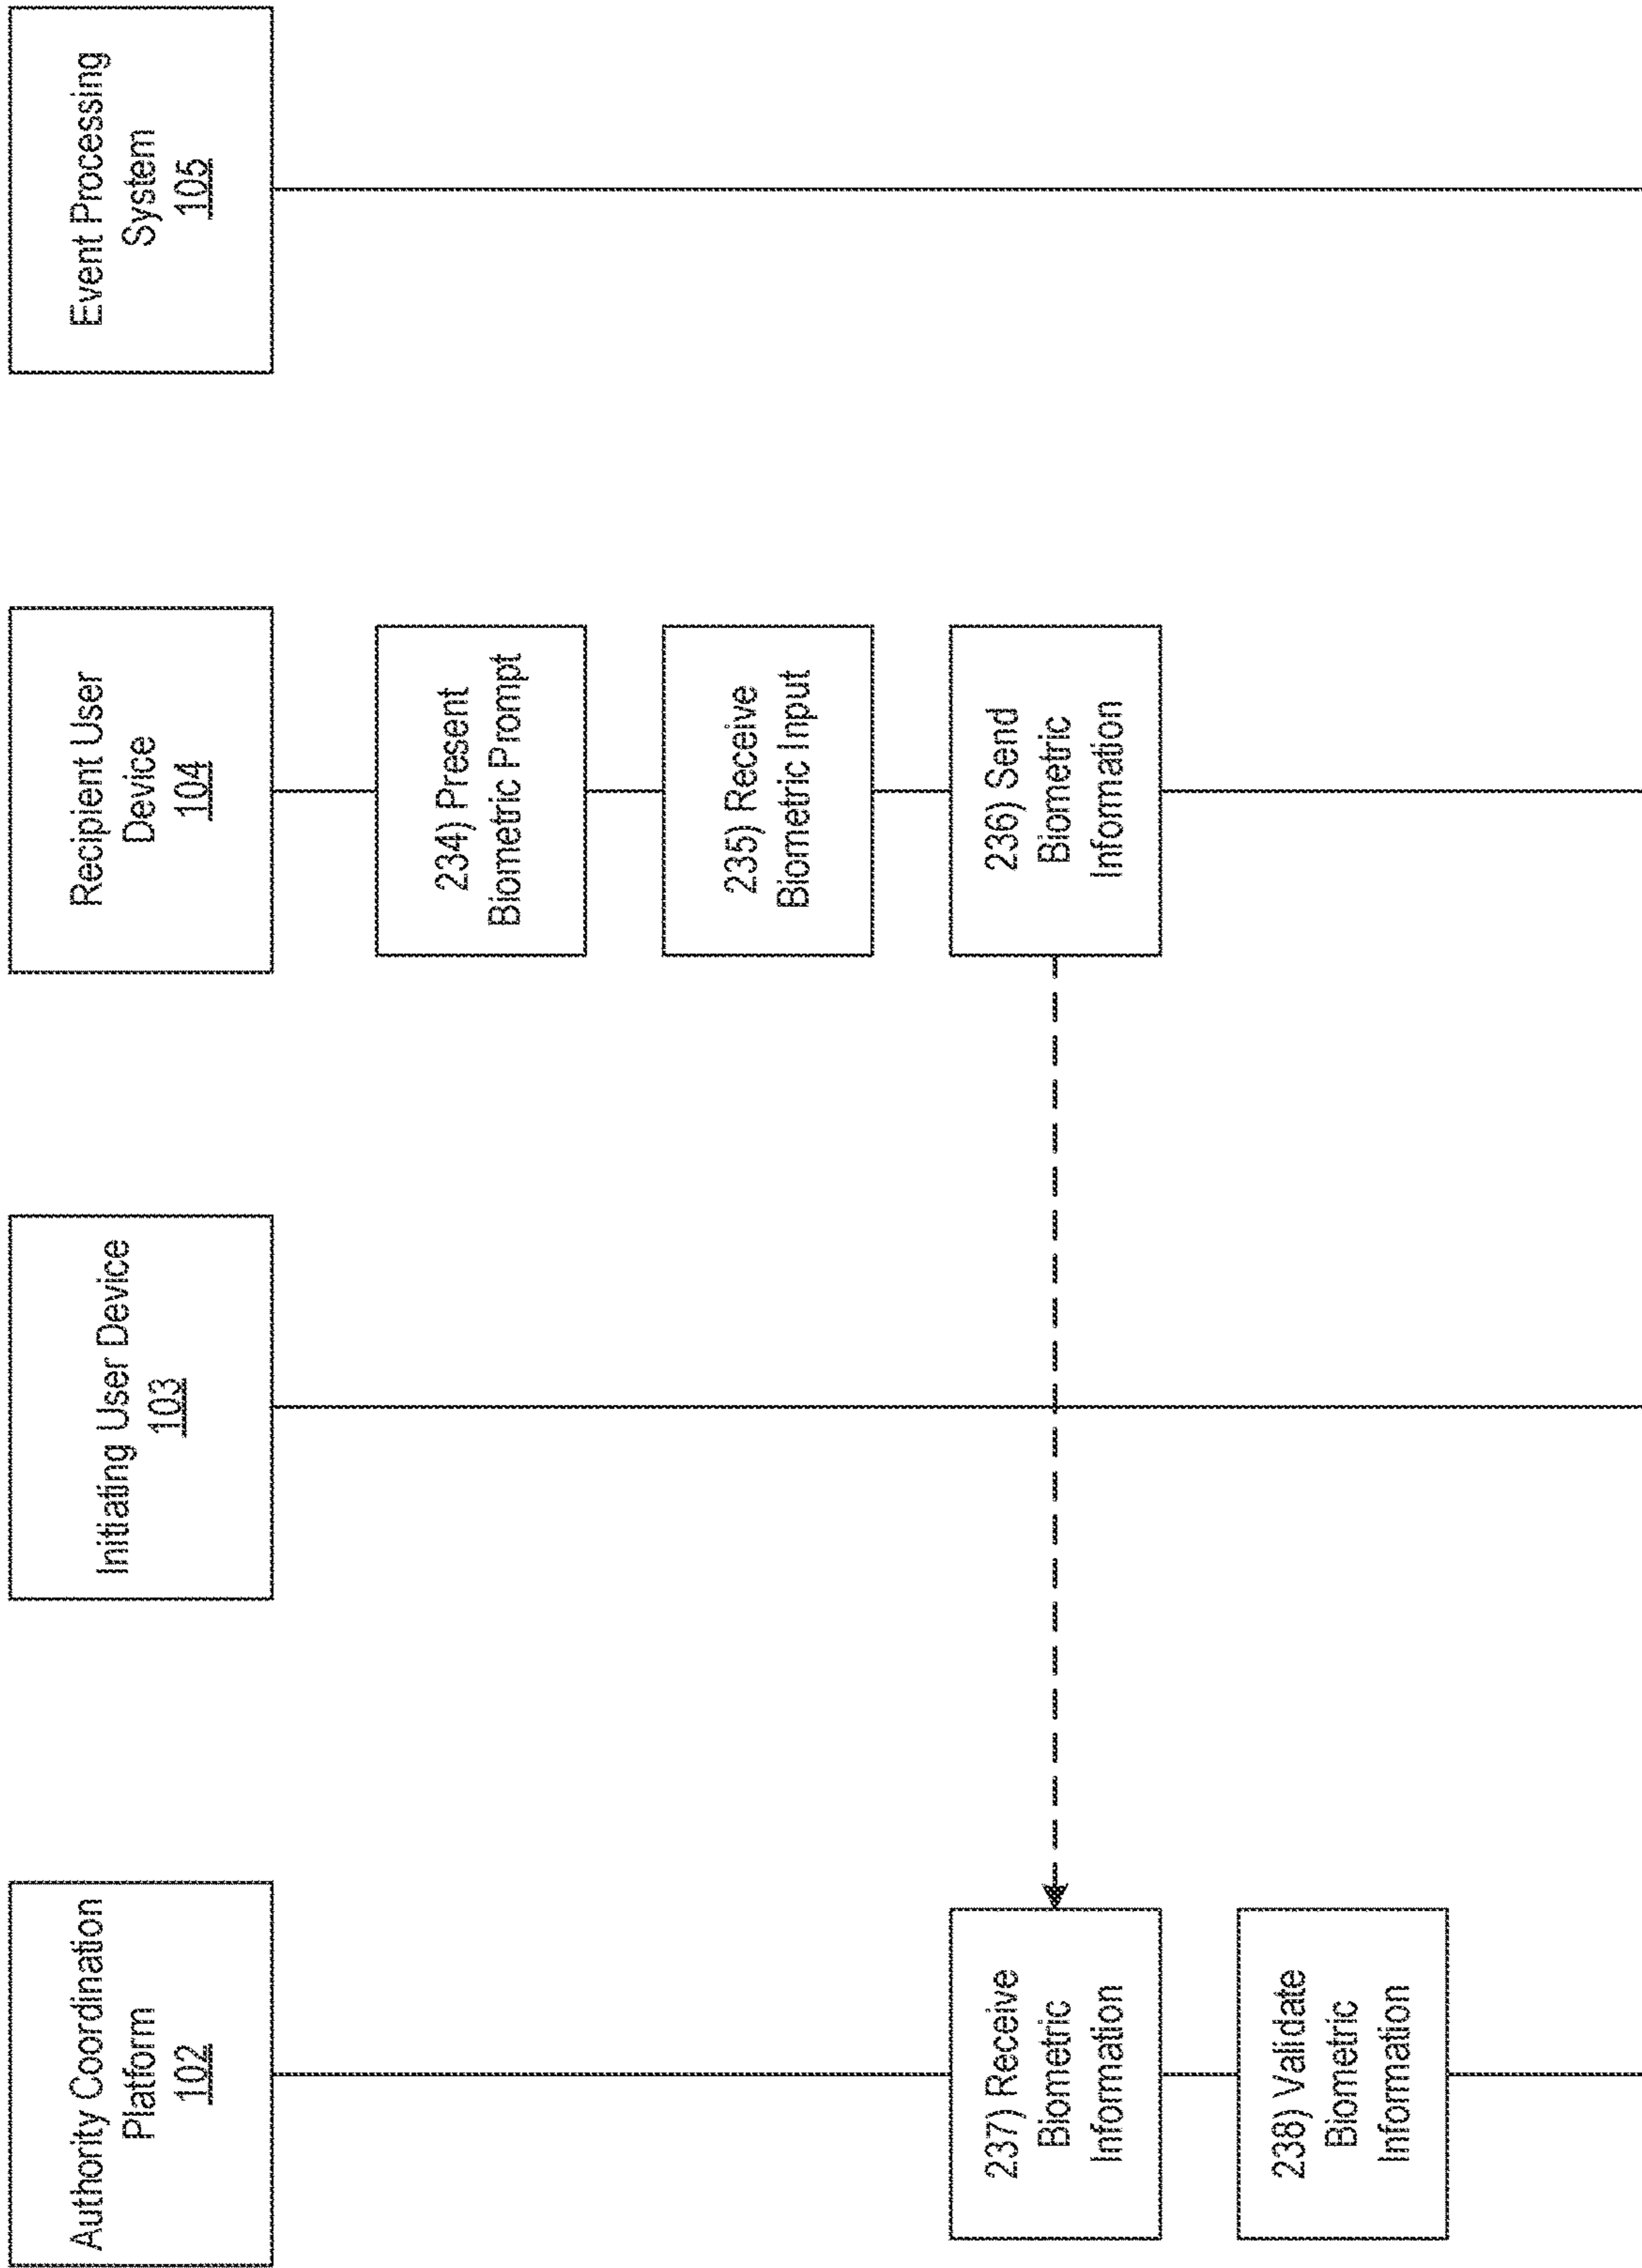 Authority Coordination
Platform
102
Initiating User Device
103
Recipient User
Device
104
Event Processing
System
105
234) Present
Biometric Prompt
235) Receive
Biometric Input
236) Send
Biometric
Information
237) Receive
Biometric
Information
238) Validate
Biometric
Information